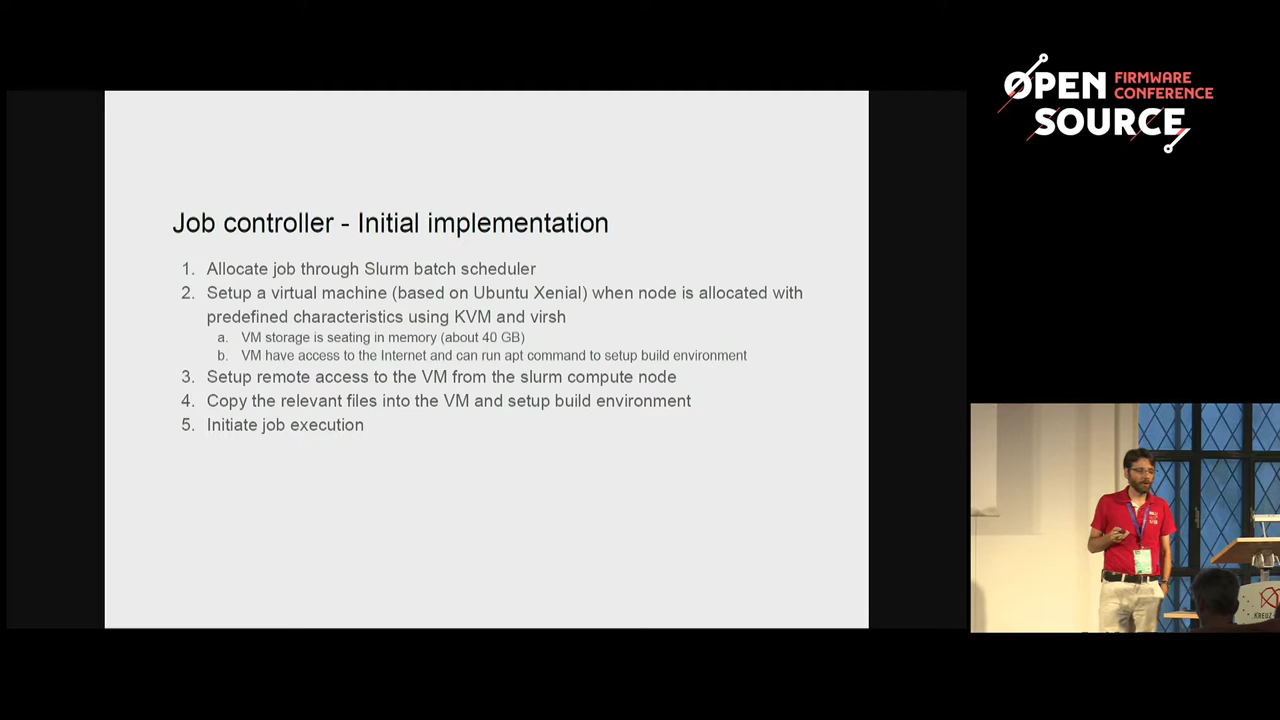 OPEN FIRMWARE
CONFERENCE
SOURCE
Job controller - Initial implementation
1. Allocate job through Slurm batch scheduler
2. Setup a virtual machine (based on Ubuntu Xenial) when node is allocated with
predefined characteristics using KVM and virsh
a. VM storage is seating in memory (about 40 GB)
b. VM have access to the Internet and can run apt command to setup build environment
3. Setup remote access to the VM from the slurm compute node
4. Copy the relevant files into the VM and setup build environment
5. Initiate job execution